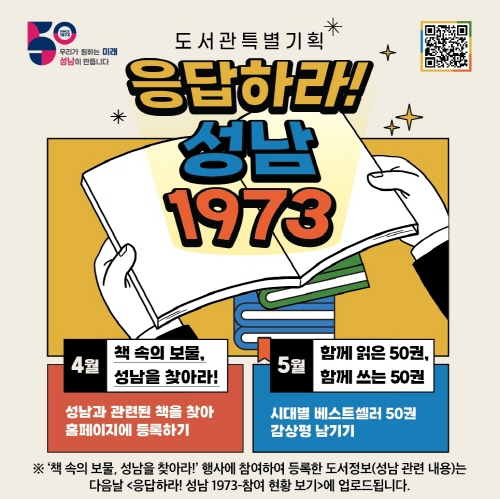 50
우리가 원하는 미래
성남이 만듭니다
도서관특별기획
응답하라!
성남
1973
4월
책 속의 보물,
성남을 찾아라!
성남과 관련된 책을 찾아
홈페이지에 등록하기
5월
함께 읽은 50권,
함께 쓰는 50권
시대별 베스트셀러 50권
감상평 남기기
※ ‘책 속의 보물, 성남을 찾아라!’ 행사에 참여하여 등록한 도서정보(성남 관련 내용)는
다음날 <응답하라! 성남 1973-참여 현황 보기>에 업로드됩니다.